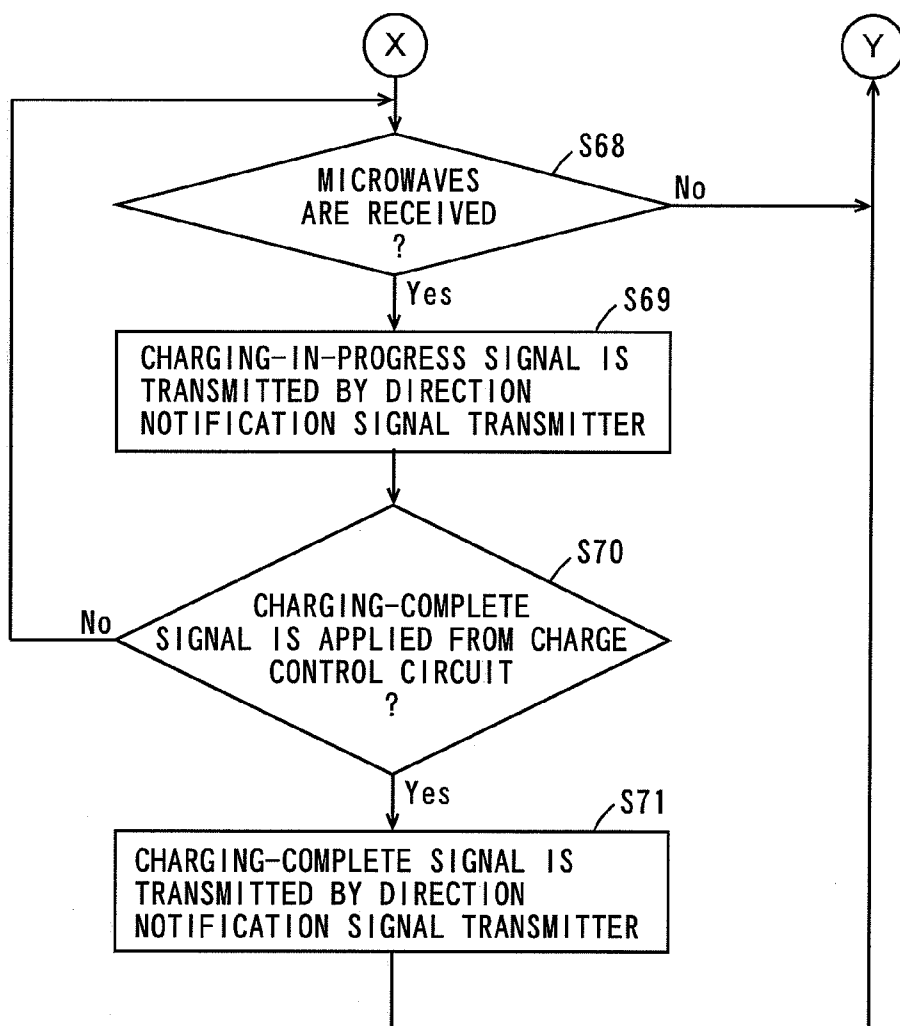 X
Y
S68
MICROWAVES
ARE RECEIVED
?
No
Yes
S69
CHARGING-IN-PROGRESS SIGNAL IS
TRANSMITTED BY DIRECTION
NOTIFICATION SIGNAL TRANSMITTER
S70
CHARGING-COMPLETE
SIGNAL IS APPLIED FROM CHARGE
CONTROL CIRCUIT
?
No
Yes
S71
CHARGING-COMPLETE SIGNAL IS
TRANSMITTED BY DIRECTION
NOTIFICATION SIGNAL TRANSMITTER